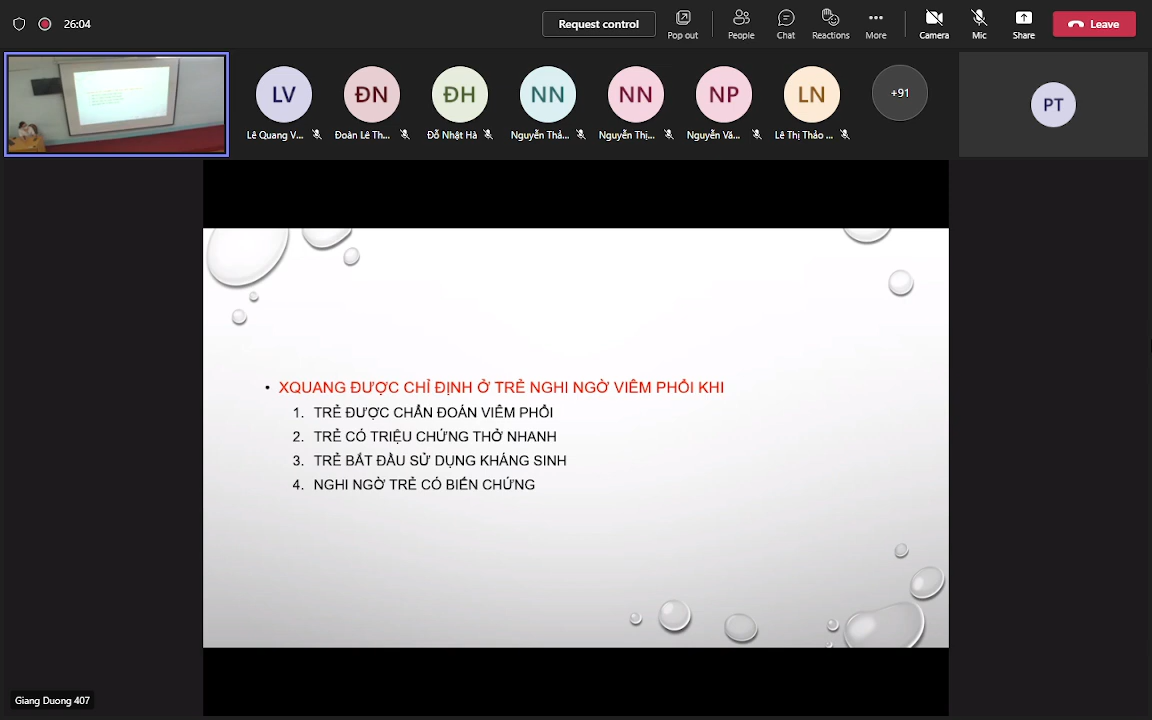 26:04
Request control
Pop out
People
Chat
Reactions
More
Camera
Mic
Share
Leave
LV
ĐN
ĐH
NN
NN
NP
LN
+91
PT
Lê Quang V...
Đoàn Lê Th...
Đỗ Nhật Hà
Nguyễn Thả...
Nguyễn Thị...
Nguyễn Vă...
Lê Thị Thảo ...
• XQUANG ĐƯỢC CHỈ ĐỊNH Ở TRẺ NGHI NGỜ VIÊM PHỔI KHI
1. TRẺ ĐƯỢC CHẨN ĐOÁN VIÊM PHỔI
2. TRẺ CÓ TRIỆU CHỨNG THỞ NHANH
3. TRẺ BẮT ĐẦU SỬ DỤNG KHÁNG SINH
4. NGHI NGỜ TRẺ CÓ BIẾN CHỨNG
Giang Duong 407